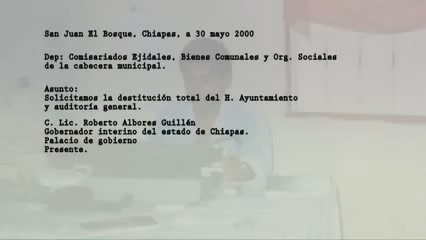 San Juan El Bosque, Chiapas, a 30 mayo 2000
Dep: Comisariados Ejidales, Bienes Comunales y Org. Sociales
de la cabecera municipal.
Asunto:
Solicitamos la destitución total del H. Ayuntamiento
y auditoría general.
C. Lic. Roberto Albores Guillén
Gobernador interino del estado de Chiapas.
Palacio de gobierno
Presente.